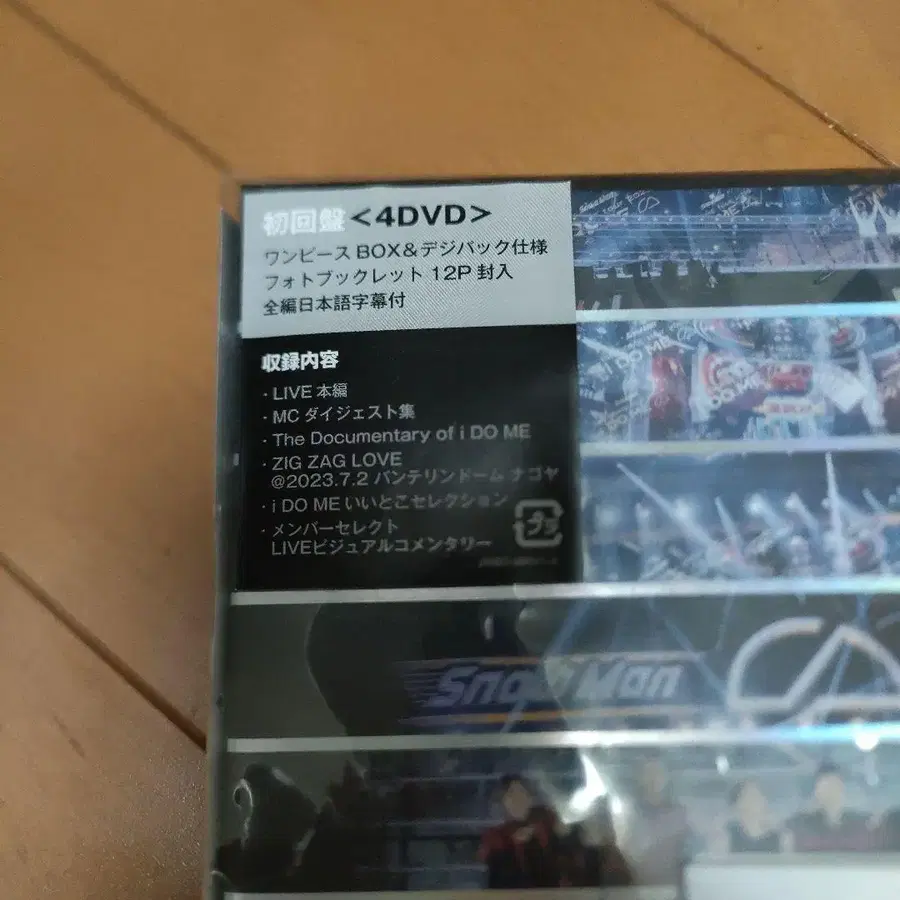 初回盤<4DVD>
ワンピースBOX&デジパック仕様
フォトブックレット12P封入
全編日本語字幕付
収録内容
・LIVE本編
・MCダイジェスト集
・The Documentary of i DO ME
・ZIG ZAG LOVE
@2023.7.2 バンテリンドーム ナゴヤ
・i DO MEいいとこセレクション
・メンバーセレクト
LIVEビジュアルコメンタリー
プラ
i DO ME
Snow Man